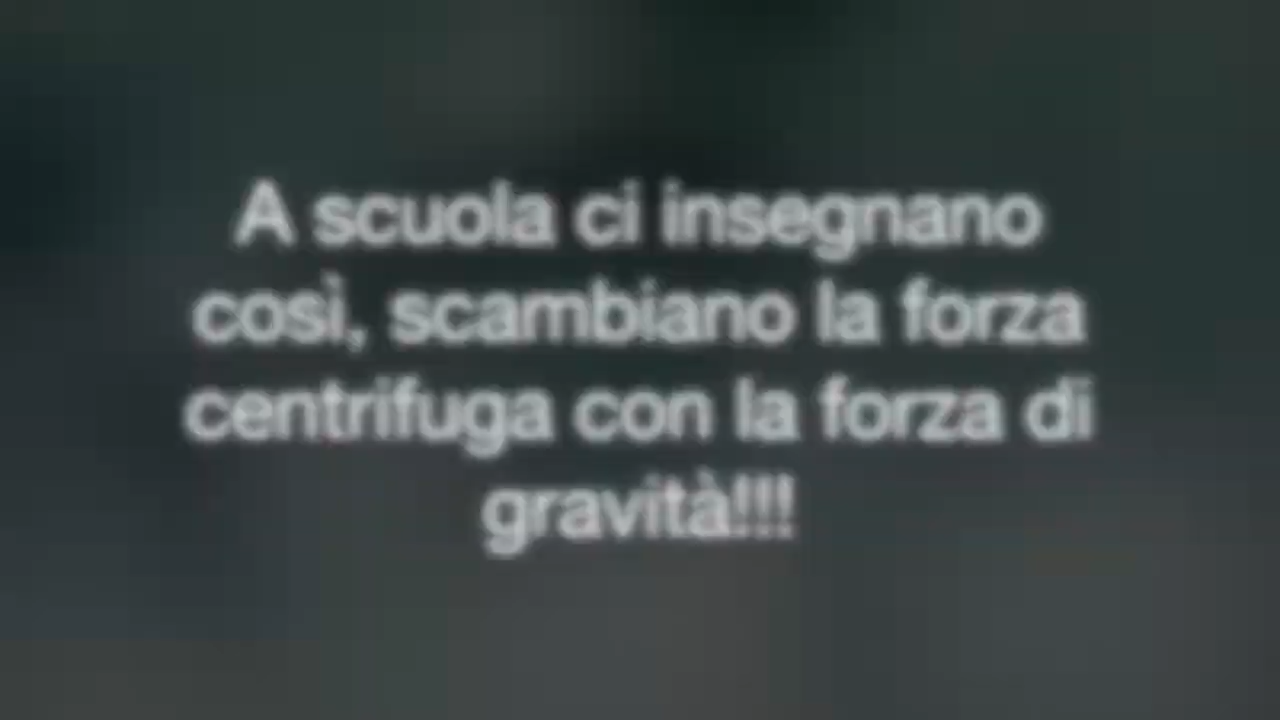 A scuola ci insegnano
così, scambiano la forza
centrifuga con la forza di
gravità!!!